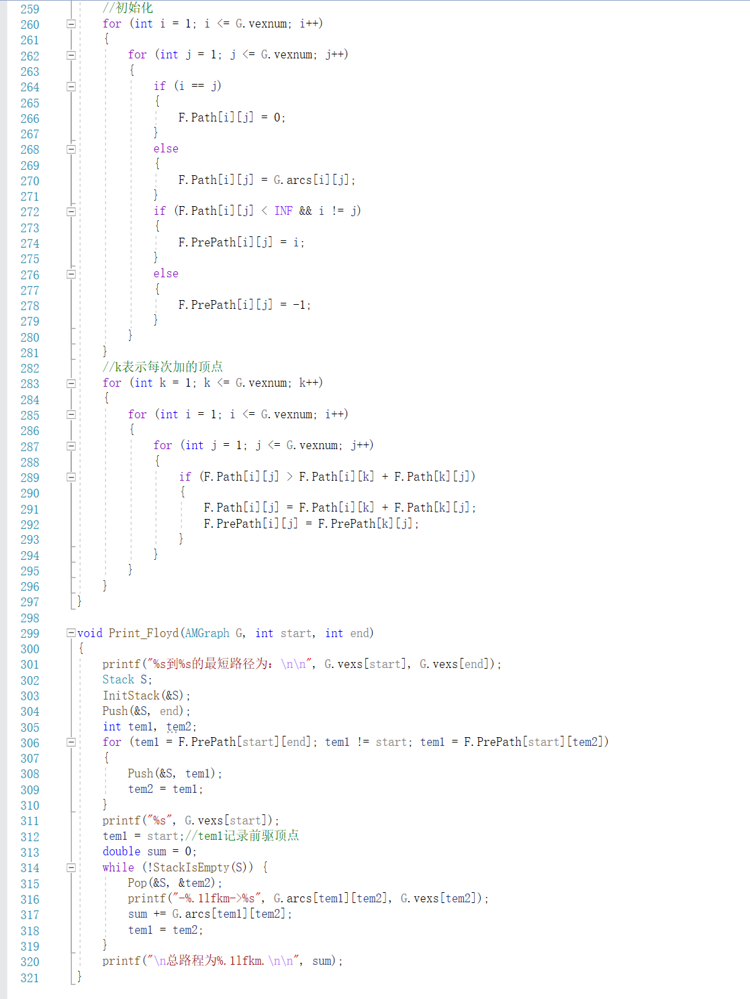 259 //初始化
260 for (int i = 1; i <= G.vexnum; i++)
261 {
262 for (int j = 1; j <= G.vexnum; j++)
263 {
264 if (i == j)
265 {
266 F.Path[i][j] = 0;
267 }
268 else
269 {
270 F.Path[i][j] = G.arcs[i][j];
271 }
272 if (F.Path[i][j] < INF && i != j)
273 {
274 F.PrePath[i][j] = i;
275 }
276 else
277 {
278 F.PrePath[i][j] = -1;
279 }
280 }
281 }
282 //k表示每次加的顶点
283 for (int k = 1; k <= G.vexnum; k++)
284 {
285 for (int i = 1; i <= G.vexnum; i++)
286 {
287 for (int j = 1; j <= G.vexnum; j++)
288 {
289 if (F.Path[i][j] > F.Path[i][k] + F.Path[k][j])
290 {
291 F.Path[i][j] = F.Path[i][k] + F.Path[k][j];
292 F.PrePath[i][j] = F.PrePath[k][j];
293 }
294 }
295 }
296 }
297 }
298
299 void Print_Floyd(AMGraph G, int start, int end)
300 {
301 printf("%s到%s的最短路径为：\n\n", G.vexs[start], G.vexs[end]);
302 Stack S;
303 InitStack(&S);
304 Push(&S, end);
305 int tem1, tem2;
306 for (tem1 = F.PrePath[start][end]; tem1 != start; tem1 = F.PrePath[start][tem2])
307 {
308 Push(&S, tem1);
309 tem2 = tem1;
310 }
311 printf("%s", G.vexs[start]);
312 tem1 = start;//tem1记录前驱顶点
313 double sum = 0;
314 while (!StackIsEmpty(S)) {
315 Pop(&S, &tem2);
316 printf("-%.1lfkm->%s", G.arcs[tem1][tem2], G.vexs[tem2]);
317 sum += G.arcs[tem1][tem2];
318 tem1 = tem2;
319 }
320 printf("\n总路程为%.1lfkm.\n\n", sum);
321 }